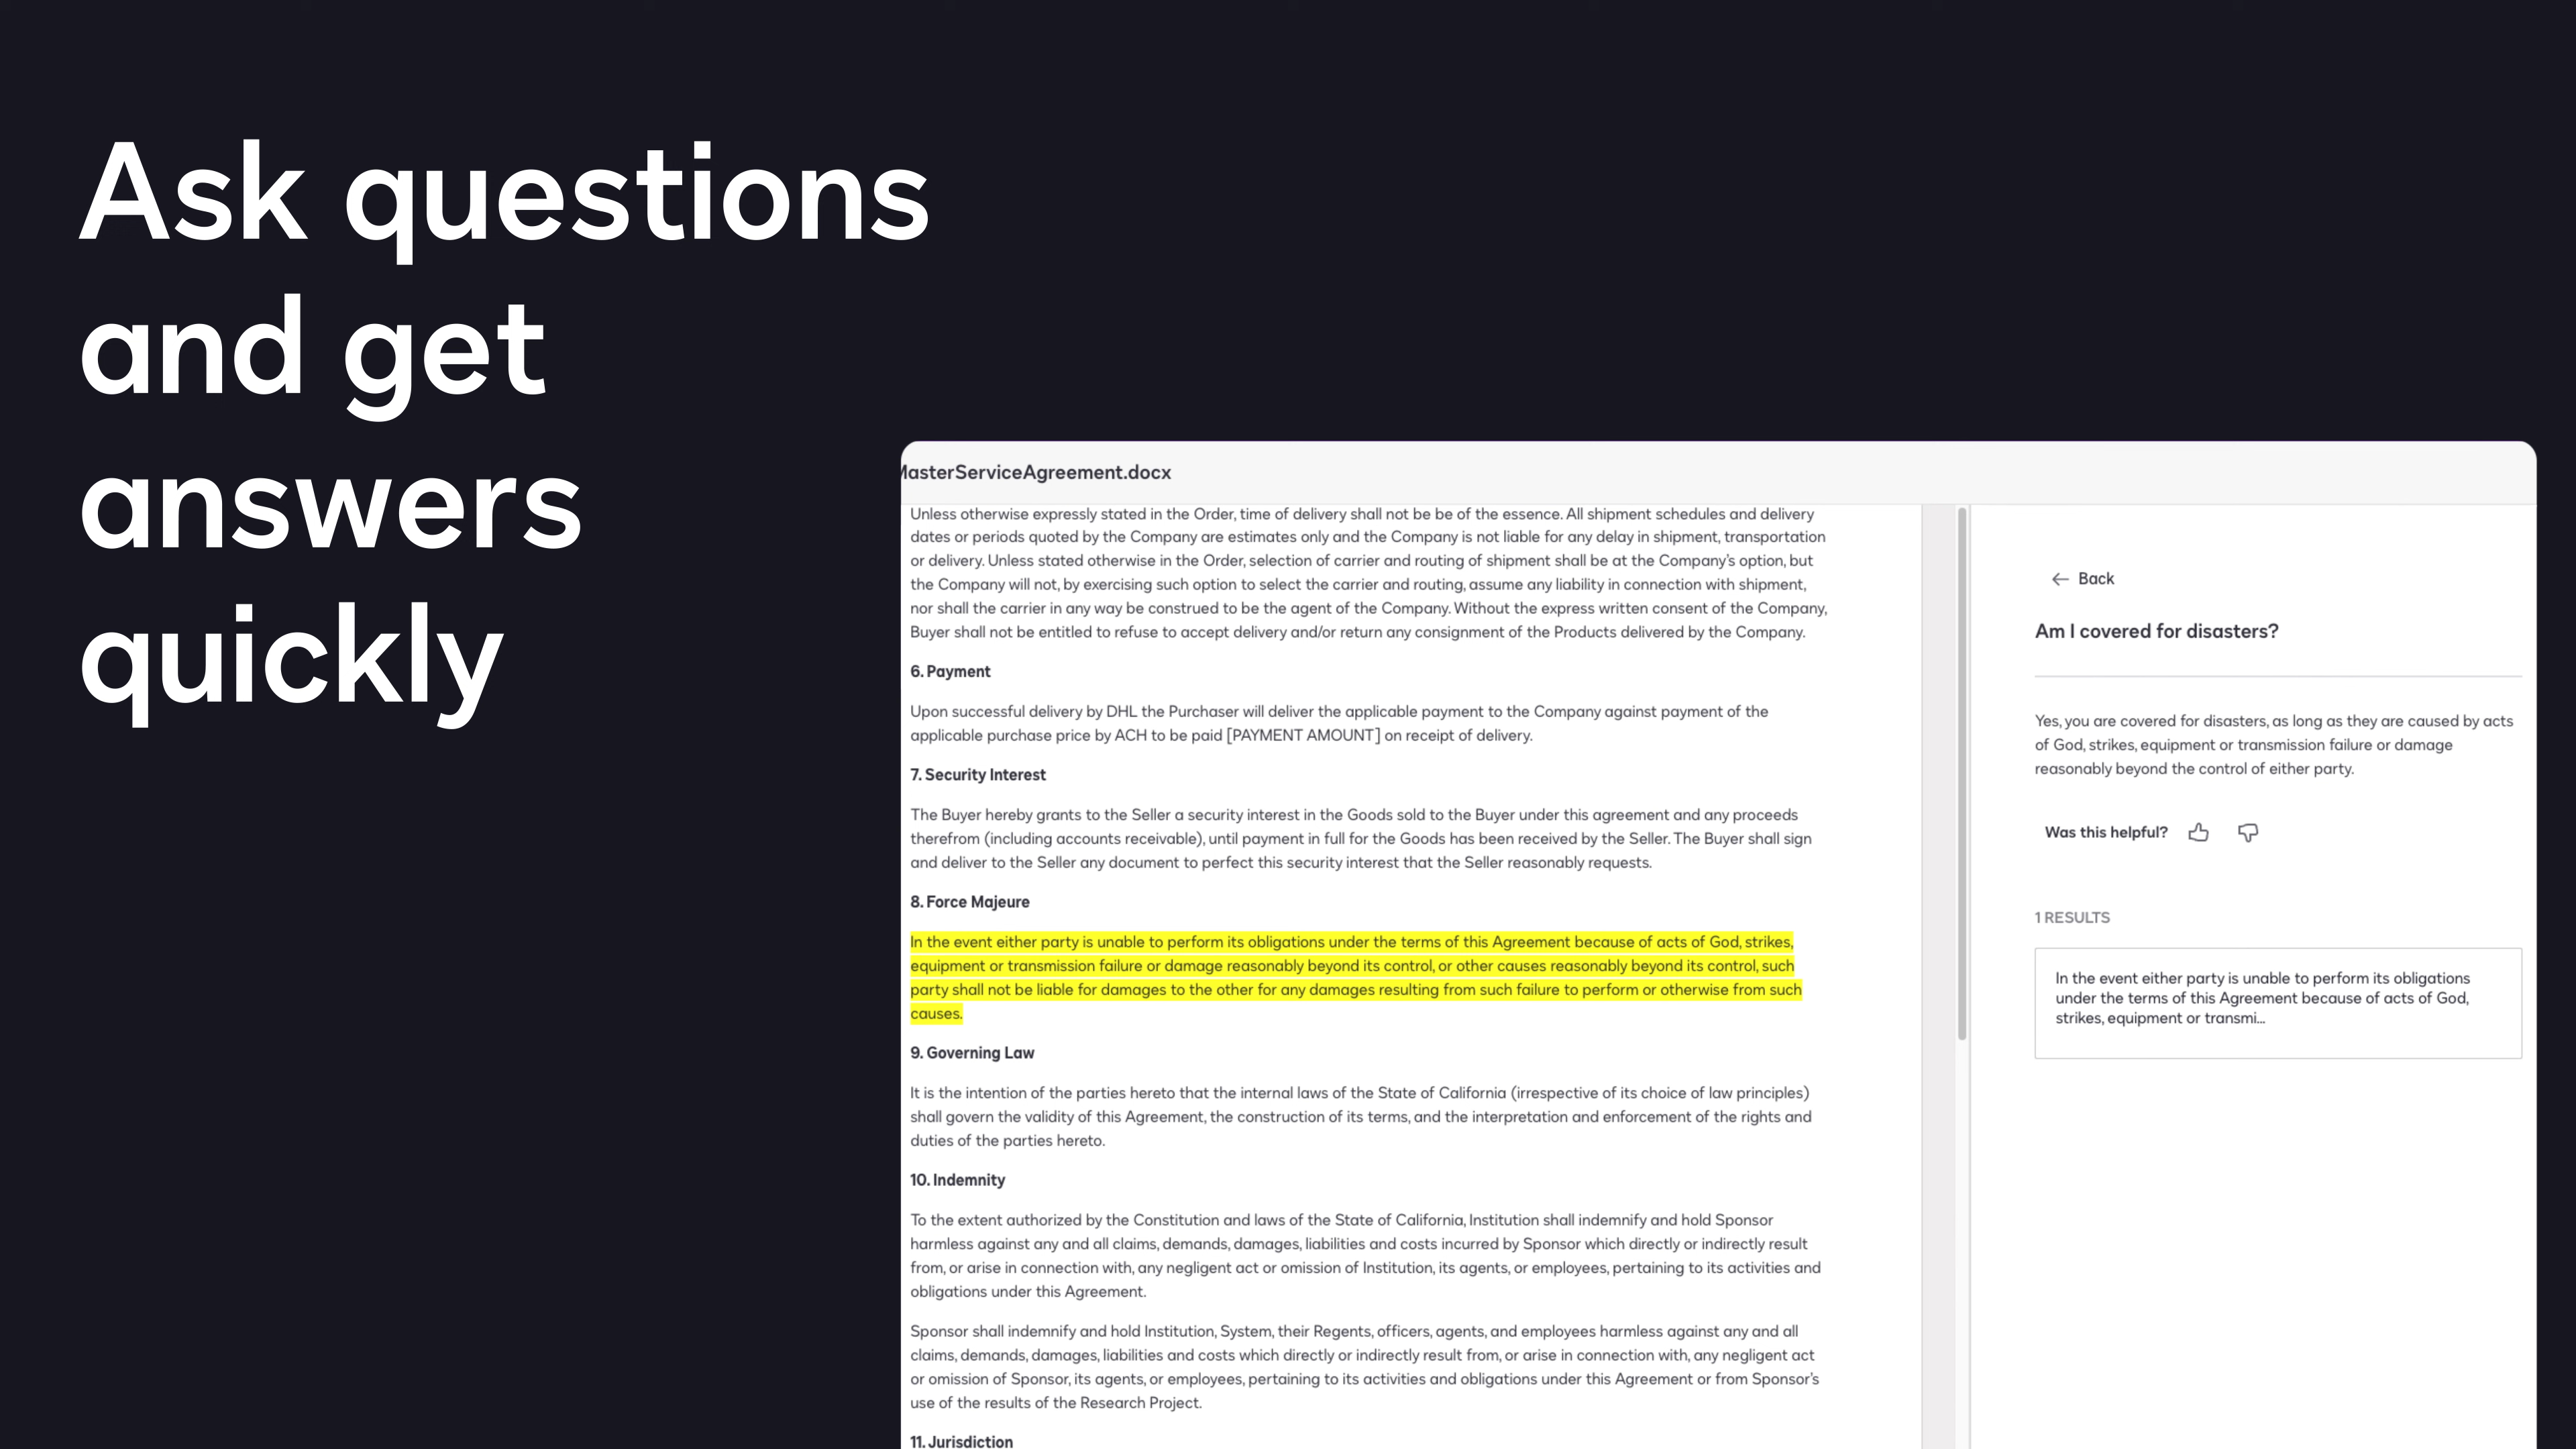 Ask questions
and get
answers
quickly
MasterServiceAgreement.docx
Unless otherwise expressly stated in the Order, time of delivery shall not be be of the essence. All shipment schedules and delivery
dates or periods quoted by the Company are estimates only and the Company is not liable for any delay in shipment, transportation
or delivery. Unless stated otherwise in the Order, selection of carrier and routing of shipment shall be at the Company's option, but
the Company will not, by exercising such option to select the carrier and routing, assume any liability in connection with shipment,
nor shall the carrier in any way be construed to be the agent of the Company. Without the express written consent of the Company,
Buyer shall not be entitled to refuse to accept delivery and/or return any consignment of the Products delivered by the Company.
6. Payment
Upon successful delivery by DHL the Purchaser will deliver the applicable payment to the Company against payment of the
applicable purchase price by ACH to be paid [PAYMENT AMOUNT] on receipt of delivery.
7. Security Interest
The Buyer hereby grants to the Seller a security interest in the Goods sold to the Buyer under this agreement and any proceeds
therefrom (including accounts receivable), until payment in full for the Goods has been received by the Seller. The Buyer shall sign
and deliver to the Seller any document to perfect this security interest that the Seller reasonably requests.
8. Force Majeure
In the event either party is unable to perform its obligations under the terms of this Agreement because of acts of God, strikes,
equipment or transmission failure or damage reasonably beyond its control, or other causes reasonably beyond its control, such
party shall not be liable for damages to the other for any damages resulting from such failure to perform or otherwise from such
causes.
9. Governing Law
It is the intention of the parties hereto that the internal laws of the State of California (irrespective of its choice of law principles)
shall govern the validity of this Agreement, the construction of its terms, and the interpretation and enforcement of the rights and
duties of the parties hereto.
10. Indemnity
To the extent authorized by the Constitution and laws of the State of California, Institution shall indemnify and hold Sponsor
harmless against any and all claims, demands, damages, liabilities and costs incurred by Sponsor which directly or indirectly result
from, or arise in connection with, any negligent act or omission of Institution, its agents, or employees, pertaining to its activities and
obligations under this Agreement.
Sponsor shall indemnify and hold Institution, System, their Regents, officers, agents, and employees harmless against any and all
claims, demands, damages, liabilities and costs which directly or indirectly result from, or arise in connection with, any negligent act
or omission of Sponsor, its agents, or employees, pertaining to its activities and obligations under this Agreement or from Sponsor's
use of the results of the Research Project.
11. Jurisdiction
Back
Am I covered for disasters?
Yes, you are covered for disasters, as long as they are caused by acts
of God, strikes, equipment or transmission failure or damage
reasonably beyond the control of either party.
Was this helpful?
1 RESULTS
In the event either party is unable to perform its obligations
under the terms of this Agreement because of acts of God,
strikes, equipment or transmi...